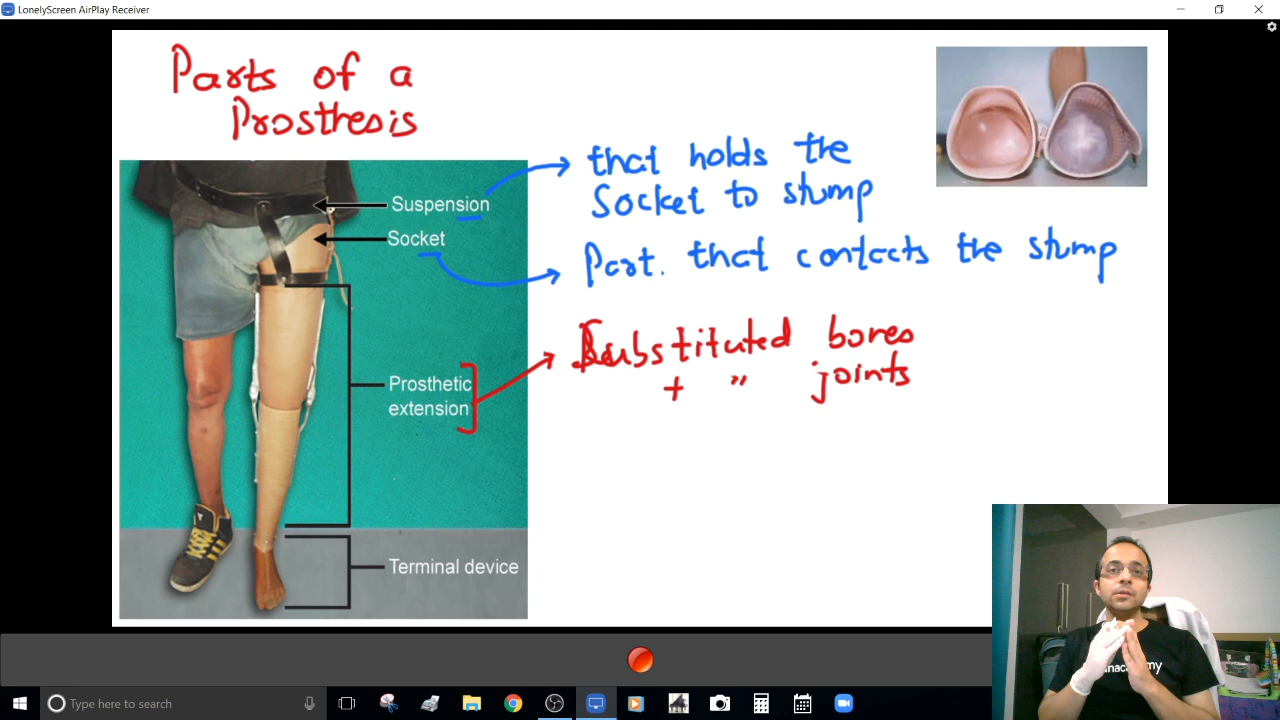 LonelyScreen AirPlay Receiver
Parts of a
Prosthesis
Suspension
that holds the
Socket to stump
Socket
Part. that contacts the stump
Substituted bones
+ " joints
Prosthetic
extension
Terminal device
Type here to search